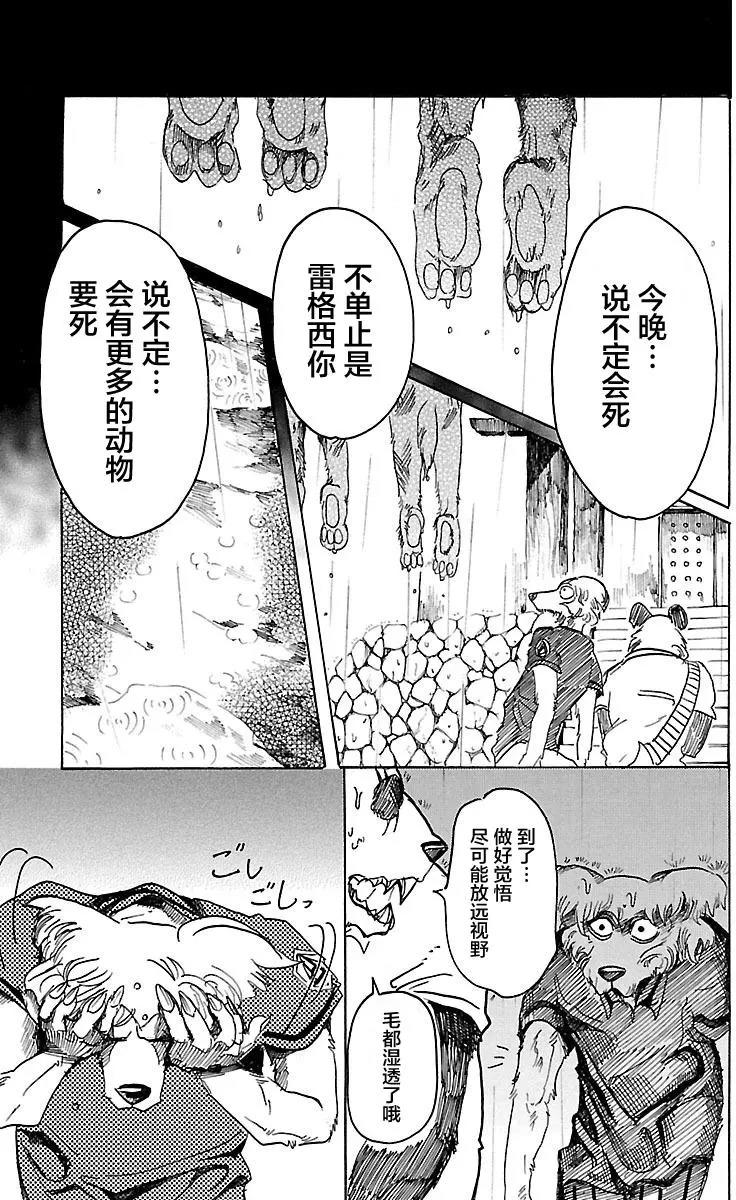 今晚…
说不定会死
不单止是
雷格西你
说不定…
会有更多的动物
要死
到了…
做好觉悟
尽可能放远视野
毛都湿透了哦
ごし
ごしっ